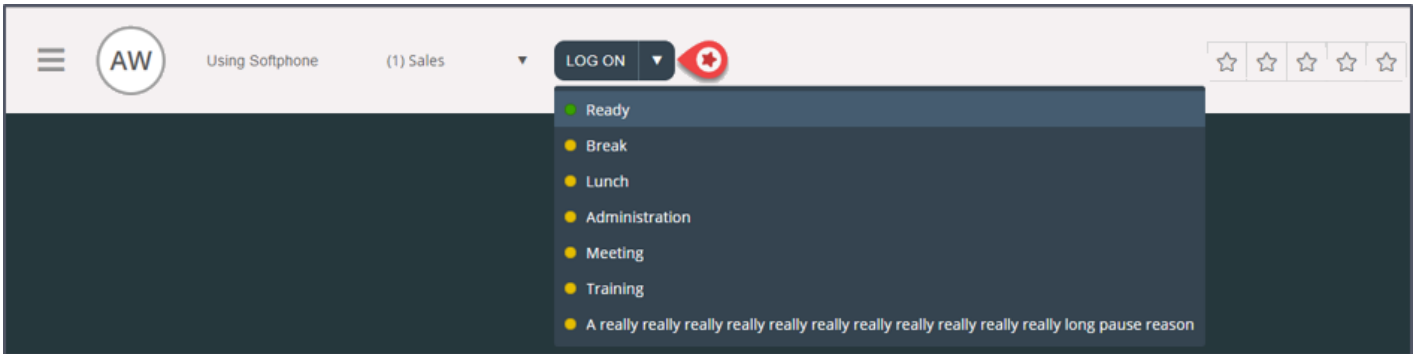 AW Using Softphone (1) Sales LOG ON
Ready
Break
Lunch
Administration
Meeting
Training
A really really really really really really really really really really really long pause reason